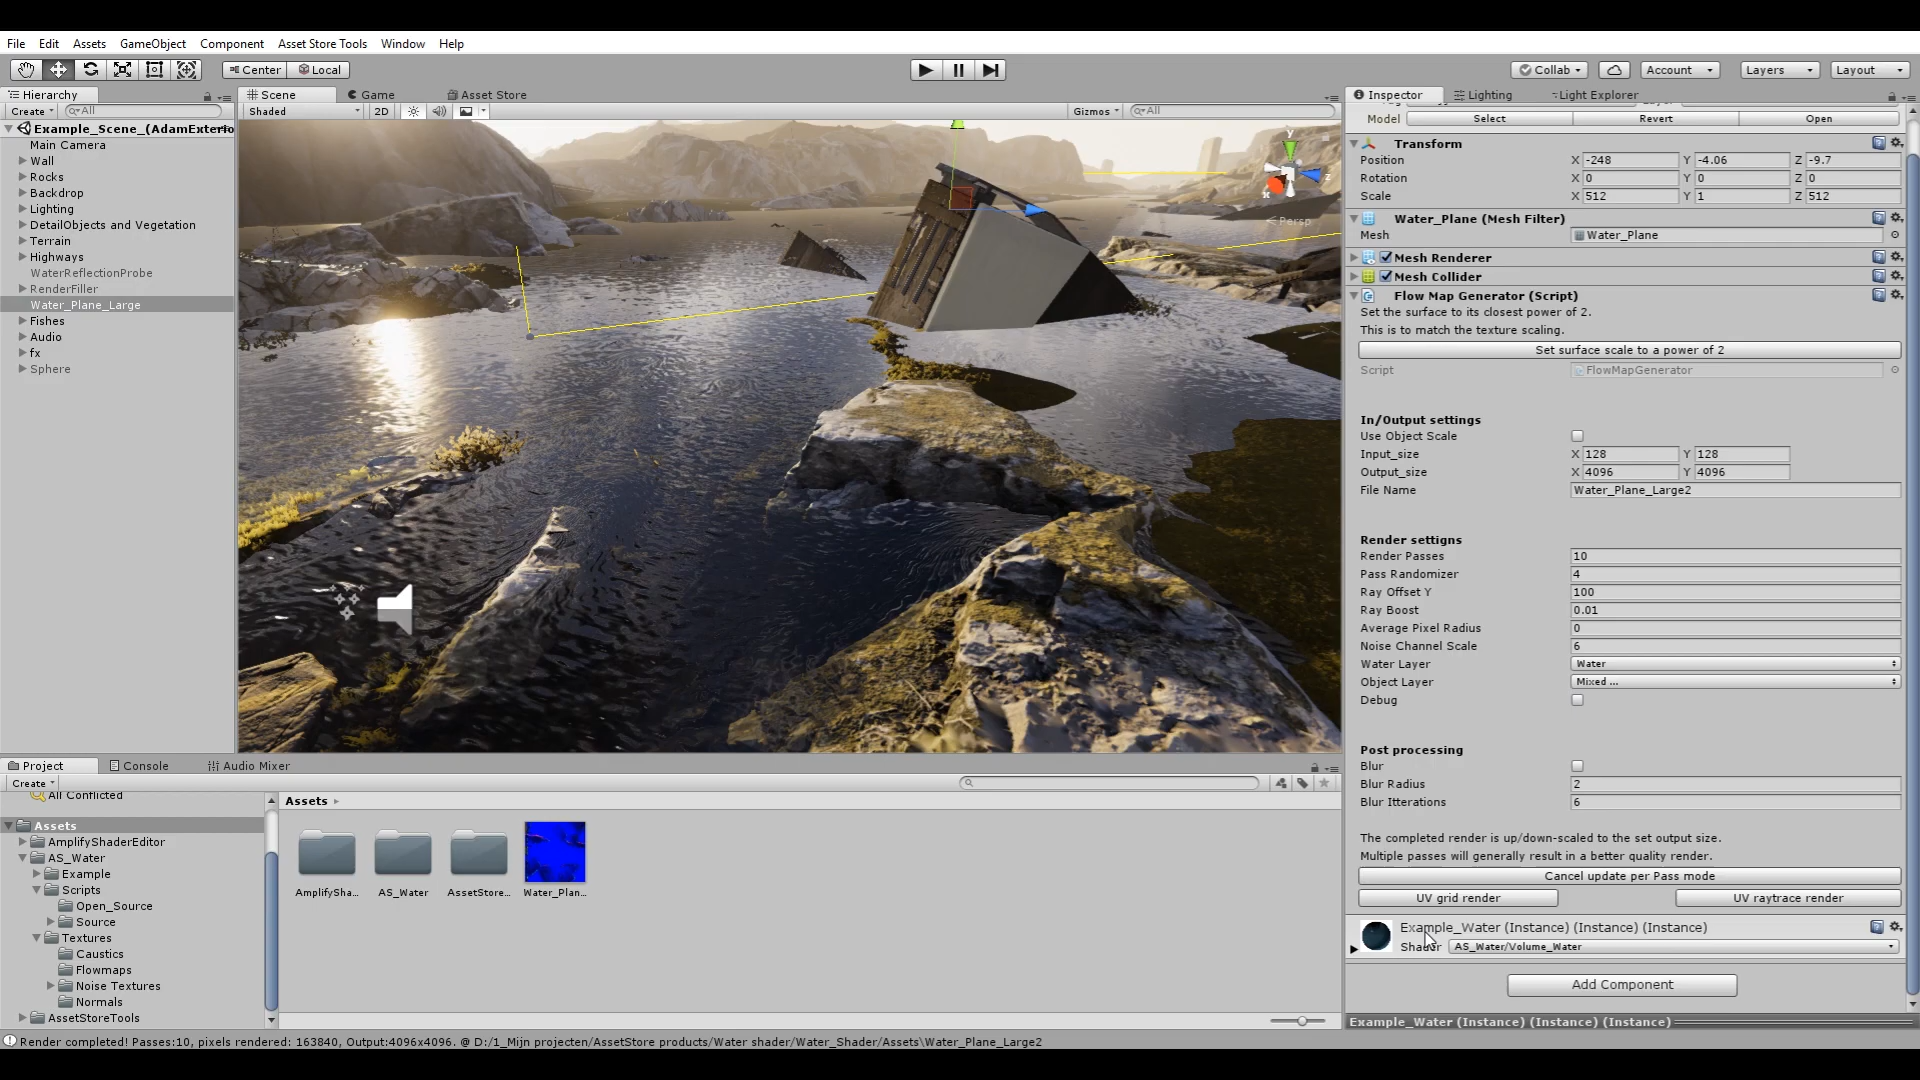 File Edit Assets GameObject Component Asset Store Tools Window Help
Center Local Collab Account Layers Layout
Hierarchy
Create All
Example_Scene_(AdamExterio
Main Camera
Wall
Rocks
Backdrop
Lighting
DetailObjects and Vegetation
Terrain
Highways
WaterReflectionProbe
RenderFiller
Water_Plane_Large
Fishes
Audio
fx
Sphere
Scene Game Asset Store
Shaded 2D Gizmos All
y
x z
Persp
Inspector Lighting Light Explorer
Model Select Revert Open
Transform
Position X -248 Y -4.06 Z -9.7
Rotation X 0 Y 0 Z 0
Scale X 512 Y 1 Z 512
Water_Plane (Mesh Filter)
Mesh Water_Plane
Mesh Renderer
Mesh Collider
Flow Map Generator (Script)
Set the surface to its closest power of 2.
This is to match the texture scaling.
Set surface scale to a power of 2
Script FlowMapGenerator
In/Output settings
Use Object Scale
Input_size X 128 Y 128
Output_size X 4096 Y 4096
File Name Water_Plane_Large2
Render settigns
Render Passes 10
Pass Randomizer 4
Ray Offset Y 100
Ray Boost 0.01
Average Pixel Radius 0
Noise Channel Scale 6
Water Layer Water
Object Layer Mixed ...
Debug
Post processing
Blur
Blur Radius 2
Blur Itterations 6
The completed render is up/down-scaled to the set output size.
Multiple passes will generally result in a better quality render.
Cancel update per Pass mode
UV grid render UV raytrace render
Example_Water (Instance) (Instance) (Instance)
Shader AS_Water/Volume_Water
Add Component
Example_Water (Instance) (Instance) (Instance)
Project Console Audio Mixer
Create
All Conflicted
Assets
AmplifyShaderEditor
AS_Water
Example
Scripts
Open_Source
Source
Textures
Caustics
Flowmaps
Noise Textures
Normals
AssetStoreTools
Assets
AmplifySha... AS_Water AssetStore... Water_Plan...
Render completed! Passes:10, pixels rendered: 163840, Output:4096x4096. @ D:/1_Mijn projecten/AssetStore products/Water shader/Water_Shader/Assets\Water_Plane_Large2